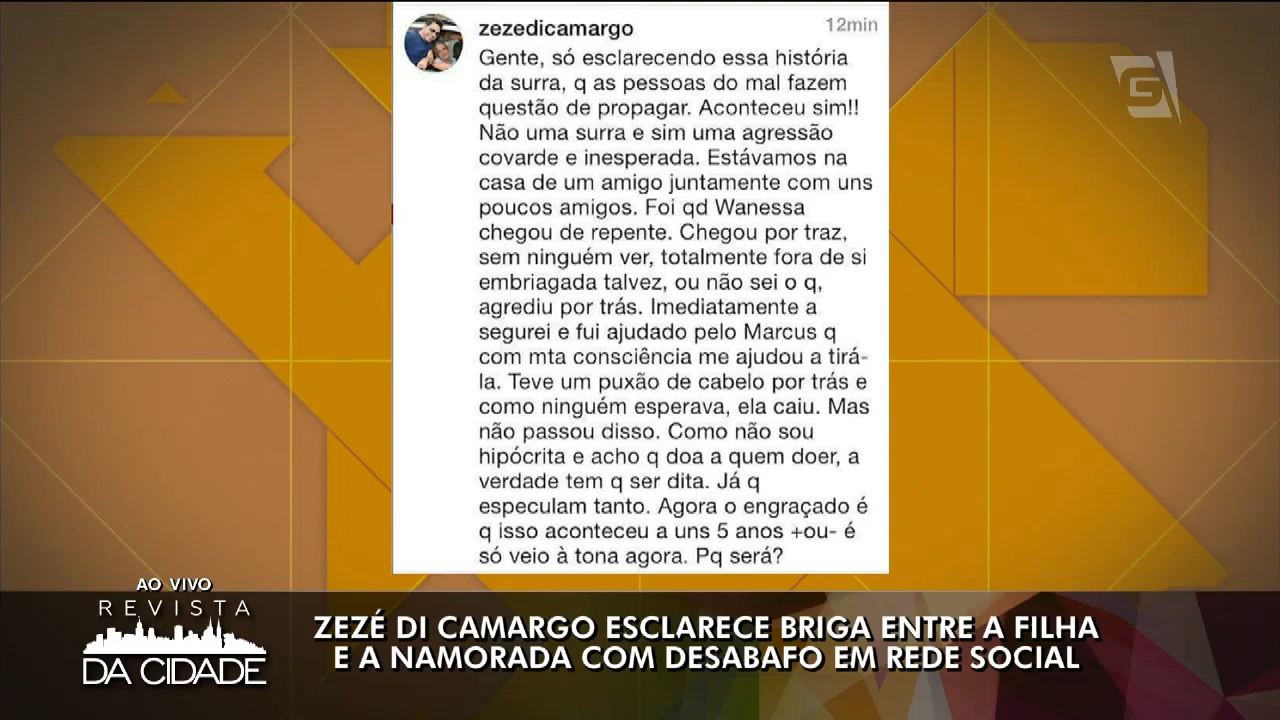 zezedicamargo
12min
Gente, só esclarecendo essa história
da surra, q as pessoas do mal fazem
questão de propagar. Aconteceu sim!!
Não uma surra e sim uma agressão
covarde e inesperada. Estávamos na
casa de um amigo juntamente com uns
poucos amigos. Foi qd Wanessa
chegou de repente. Chegou por traz,
sem ninguém ver, totalmente fora de si
embriagada talvez, ou não sei o q,
agrediu por trás. Imediatamente a
segurei e fui ajudado pelo Marcus q
com mta consciência me ajudou a tirá-
la. Teve um puxão de cabelo por trás e
como ninguém esperava, ela caiu. Mas
não passou disso. Como não sou
hipócrita e acho q doa a quem doer, a
verdade tem q ser dita. Já q
especulam tanto. Agora o engraçado é
q isso aconteceu a uns 5 anos +ou- é
só veio à tona agora. Pq será?
G
AO VIVO
REVISTA
DA CIDADE
ZEZÉ DI CAMARGO ESCLARECE BRIGA ENTRE A FILHA
E A NAMORADA COM DESABAFO EM REDE SOCIAL